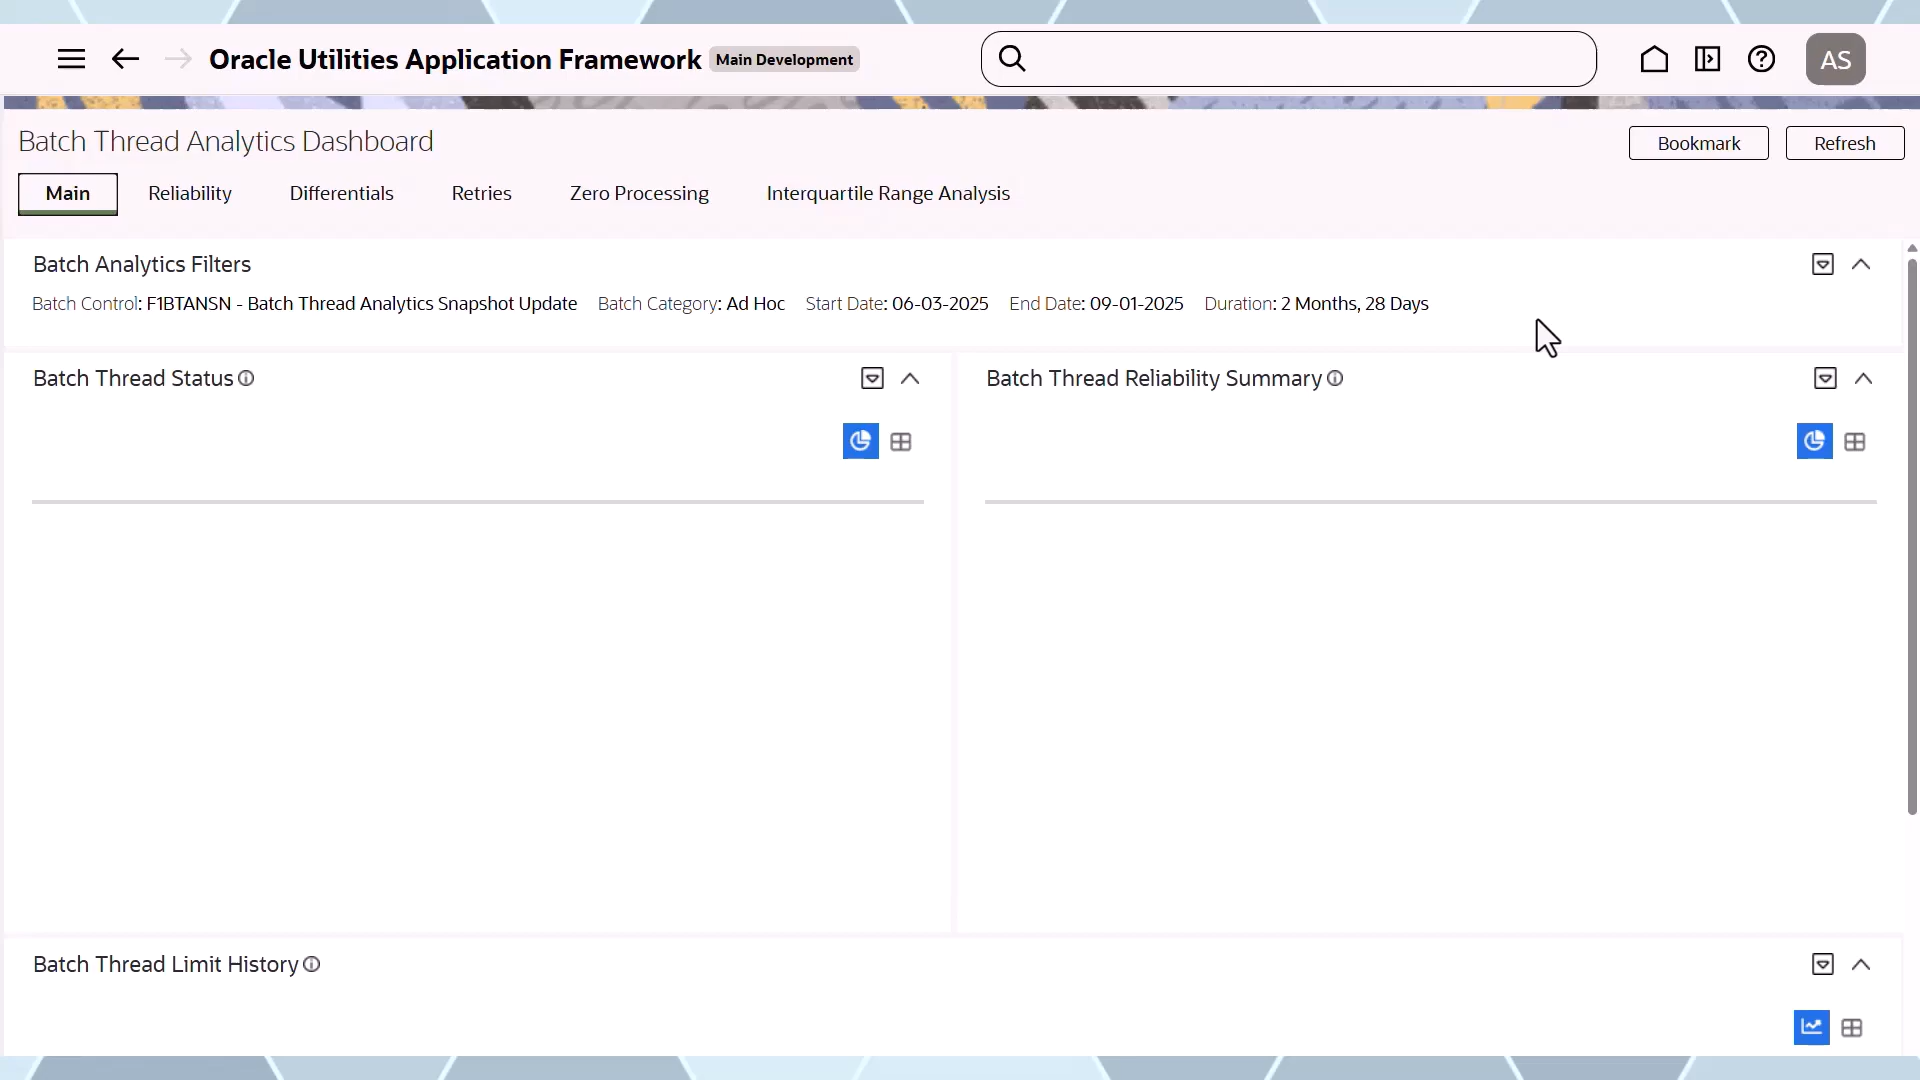 Oracle Utilities Application Framework Main Development
AS
Batch Thread Analytics Dashboard
Bookmark Refresh
Main Reliability Differentials Retries Zero Processing Interquartile Range Analysis
Batch Analytics Filters
Batch Control: F1BTANSN - Batch Thread Analytics Snapshot Update Batch Category: Ad Hoc Start Date: 06-03-2025 End Date: 09-01-2025 Duration: 2 Months, 28 Days
Batch Thread Status
Batch Thread Reliability Summary
Batch Thread Limit History